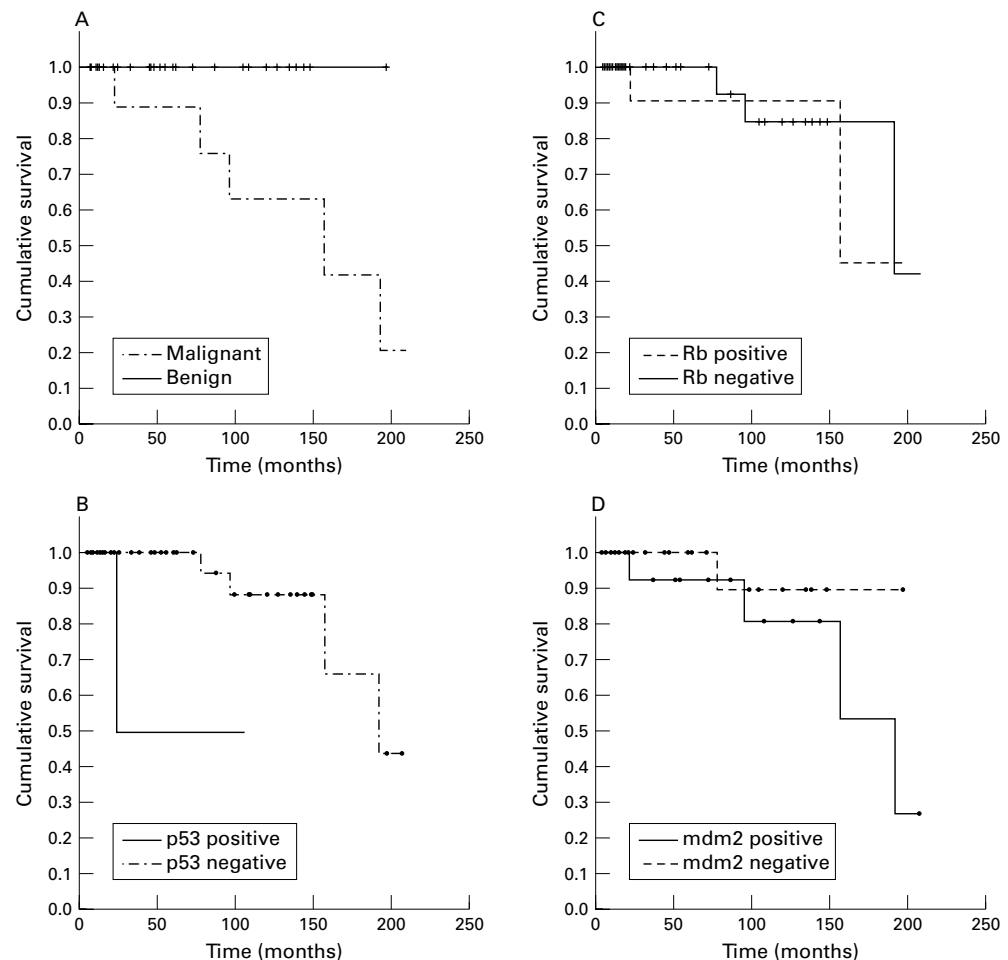 A
Cumulative survival
1.0
0.9
0.8
0.7
0.6
0.5
0.4
0.3
0.2
0.1
0.0
Malignant
Benign
0 50 100 150 200 250
Time (months)
C
Cumulative survival
1.0
0.9
0.8
0.7
0.6
0.5
0.4
0.3
0.2
0.1
0.0
Rb positive
Rb negative
0 50 100 150 200 250
Time (months)
B
Cumulative survival
1.0
0.9
0.8
0.7
0.6
0.5
0.4
0.3
0.2
0.1
0.0
p53 positive
p53 negative
0 50 100 150 200 250
Time (months)
D
Cumulative survival
1.0
0.9
0.8
0.7
0.6
0.5
0.4
0.3
0.2
0.1
0.0
mdm2 positive
mdm2 negative
0 50 100 150 200 250
Time (months)